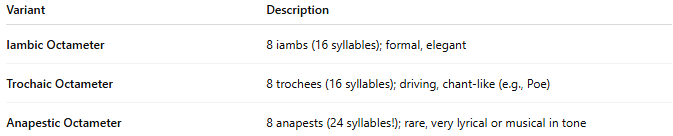 Variant Description
Iambic Octameter 8 iambs (16 syllables); formal, elegant
Trochaic Octameter 8 trochees (16 syllables); driving, chant-like (e.g., Poe)
Anapestic Octameter 8 anapests (24 syllables!); rare, very lyrical or musical in tone